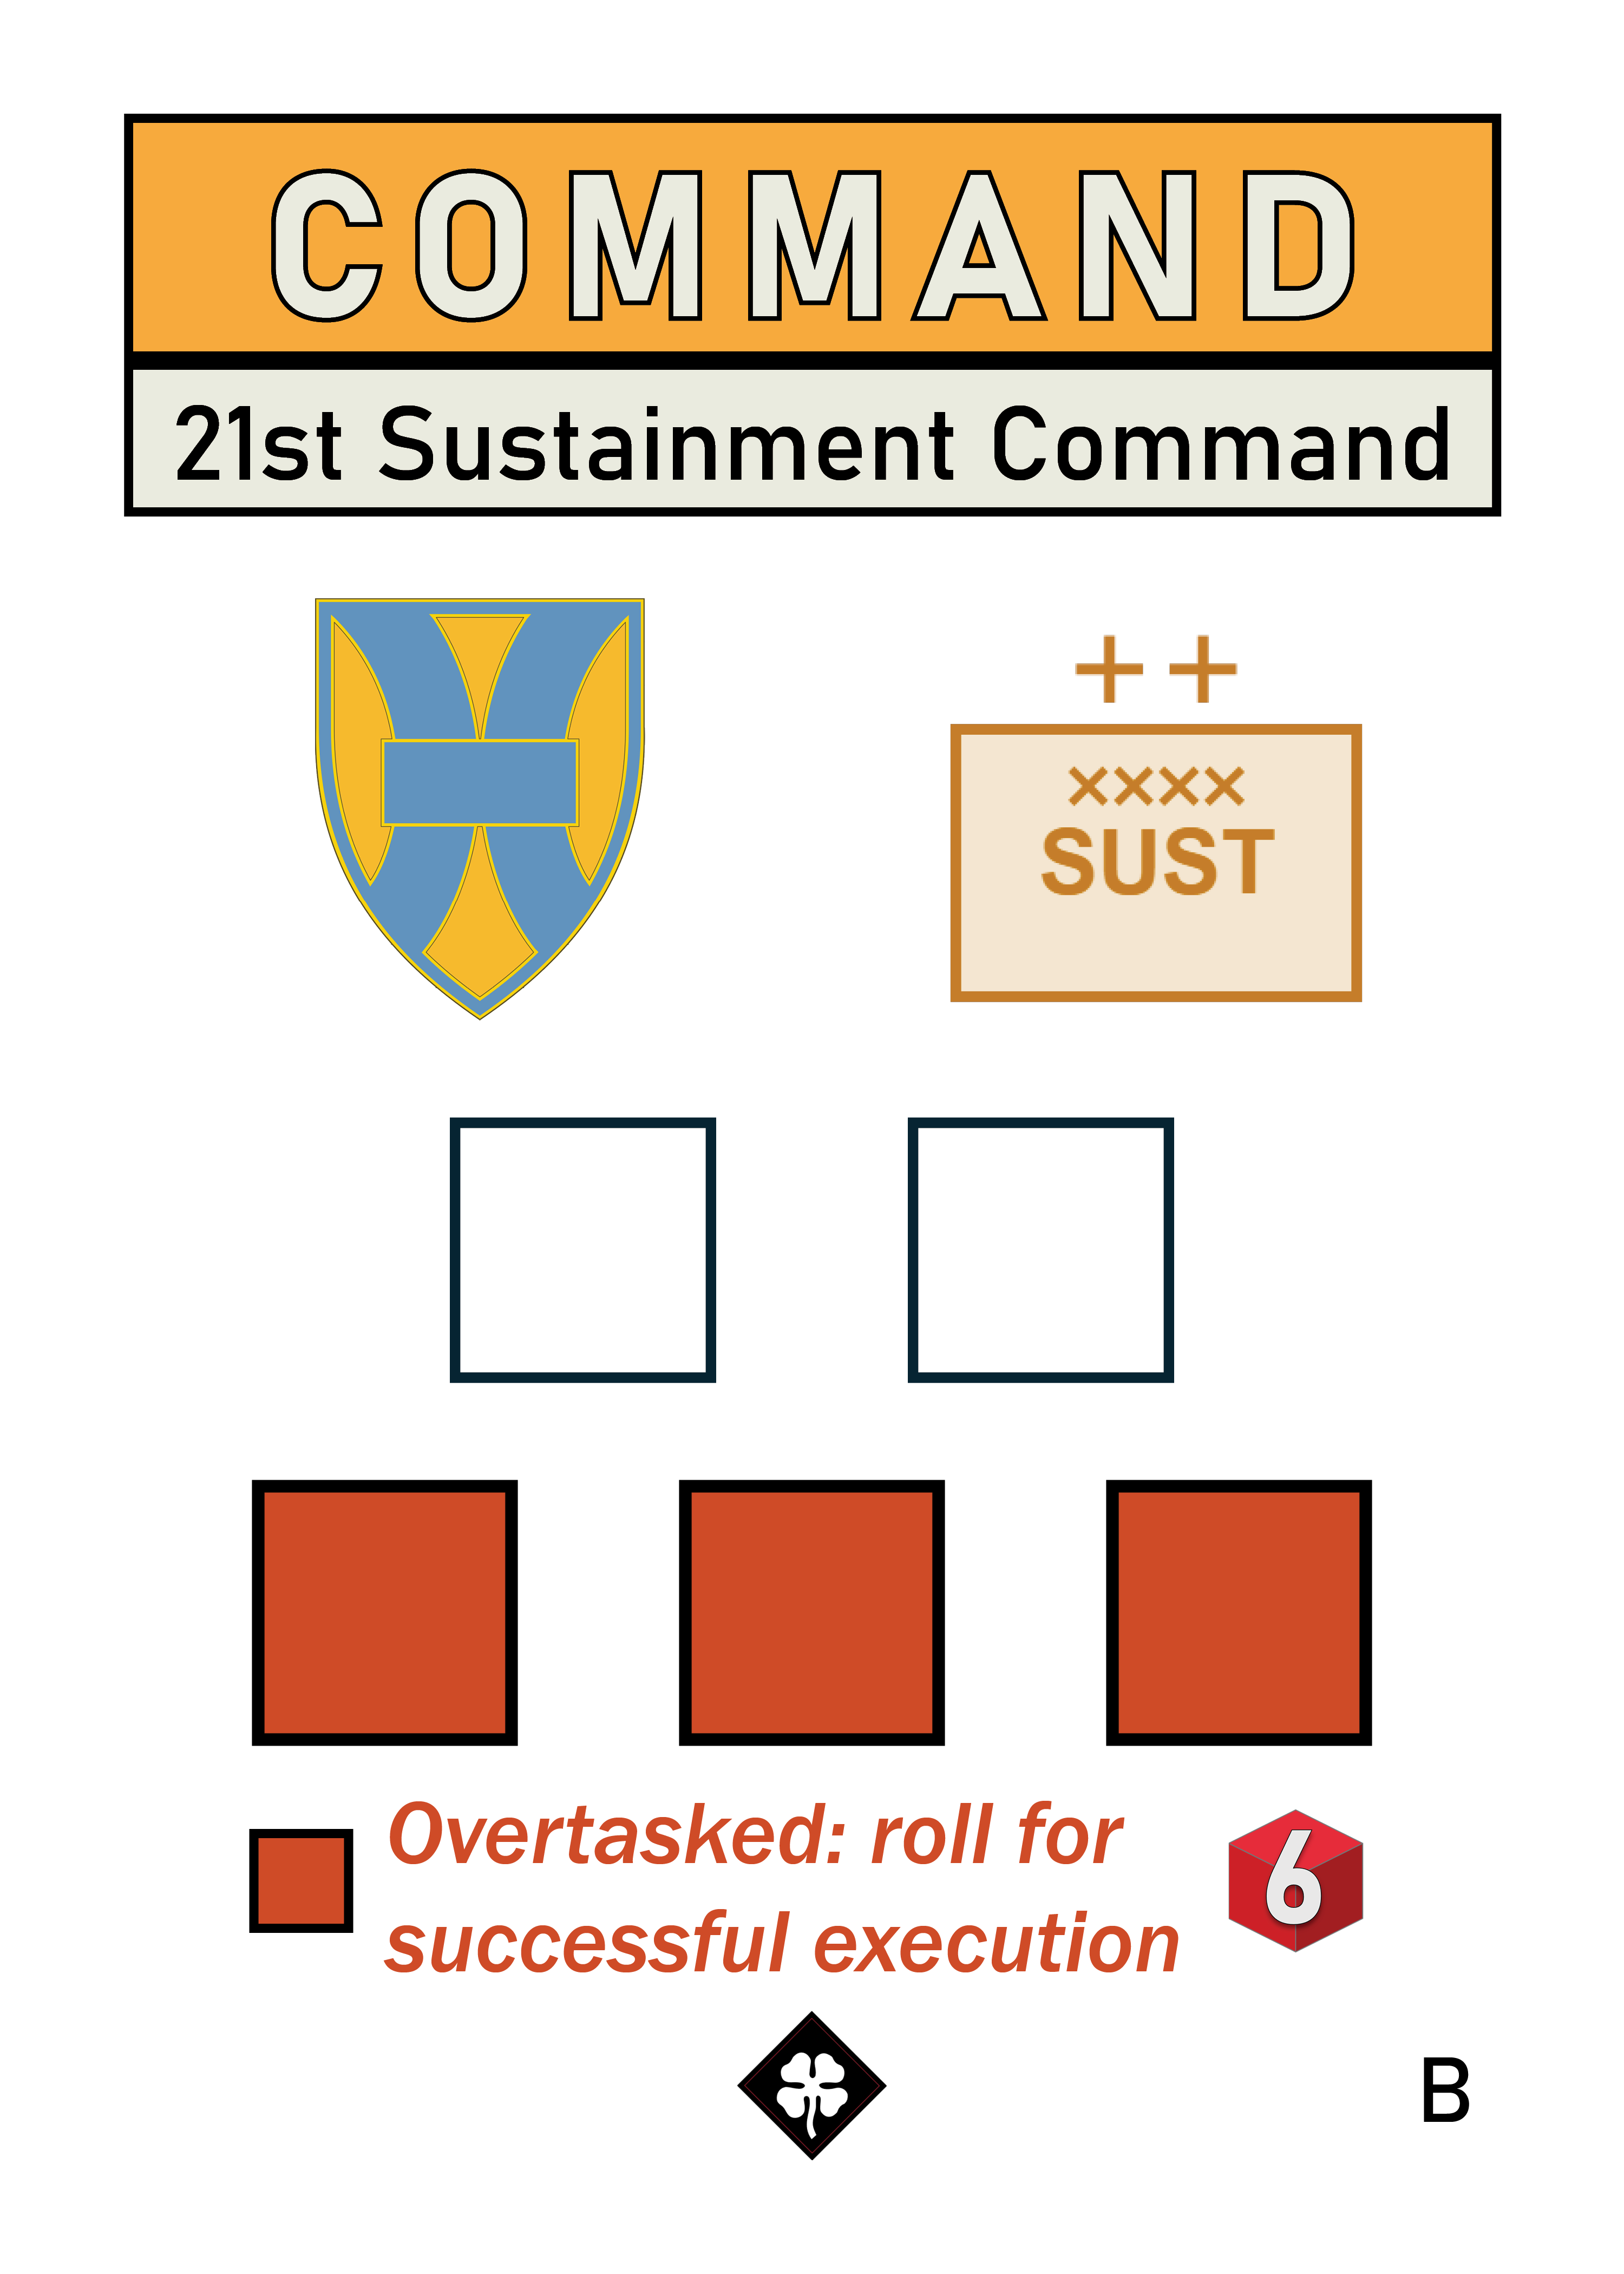 COMMAND
21st Sustainment Command
++
××××
SUST
Overtasked: roll for
successful execution
6
B